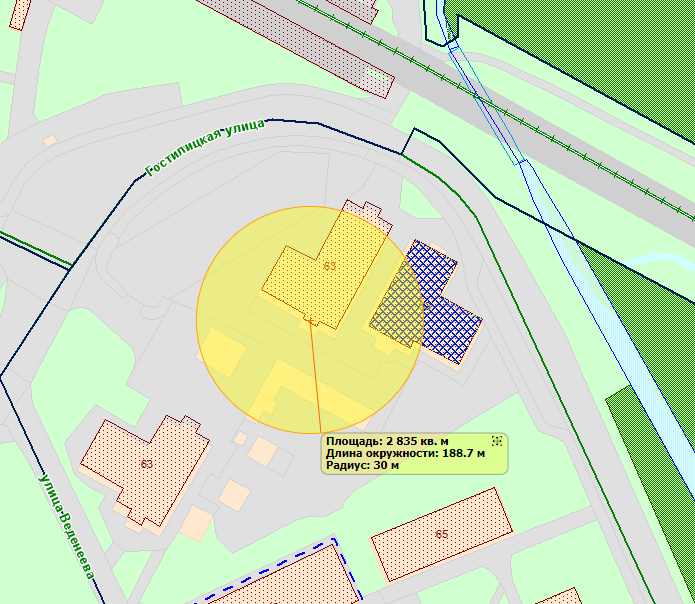 Гостилицкая улица
63
Площадь: 2 835 кв. м
Длина окружности: 188.7 м
Радиус: 30 м
63
улица Веденеева
65